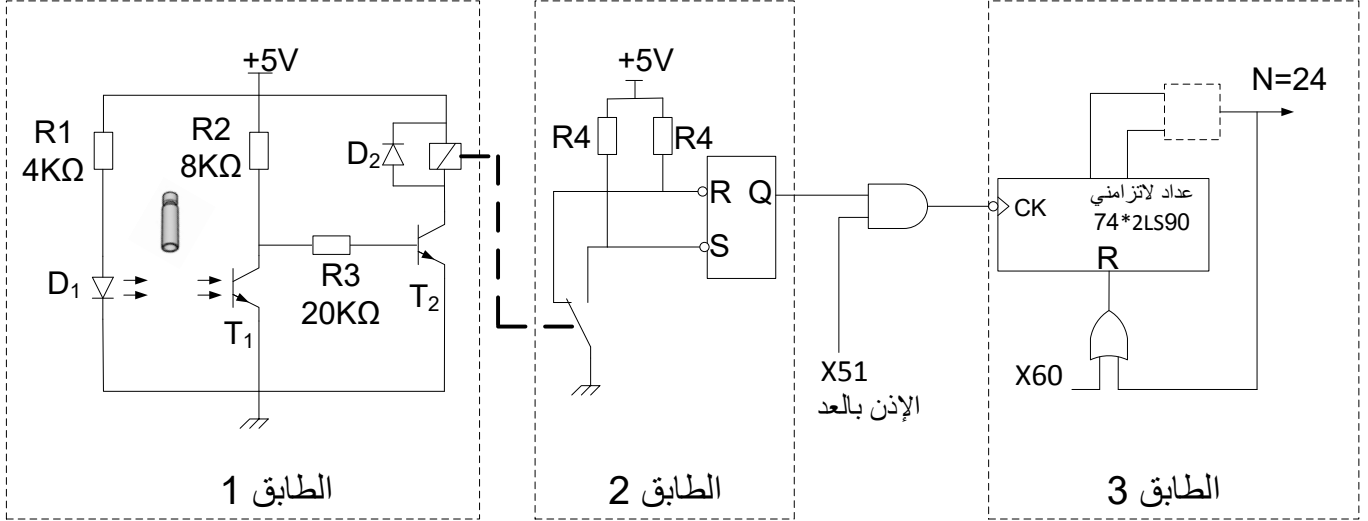 +5V
R1
4KΩ
R2
8KΩ
D2
D1
T1
R3
20KΩ
T2
الطابق 1
+5V
R4
R4
R
Q
S
الطابق 2
X51
الإذن بالعد
N=24
CK
عداد لاتزامني
74*2LS90
R
X60
الطابق 3